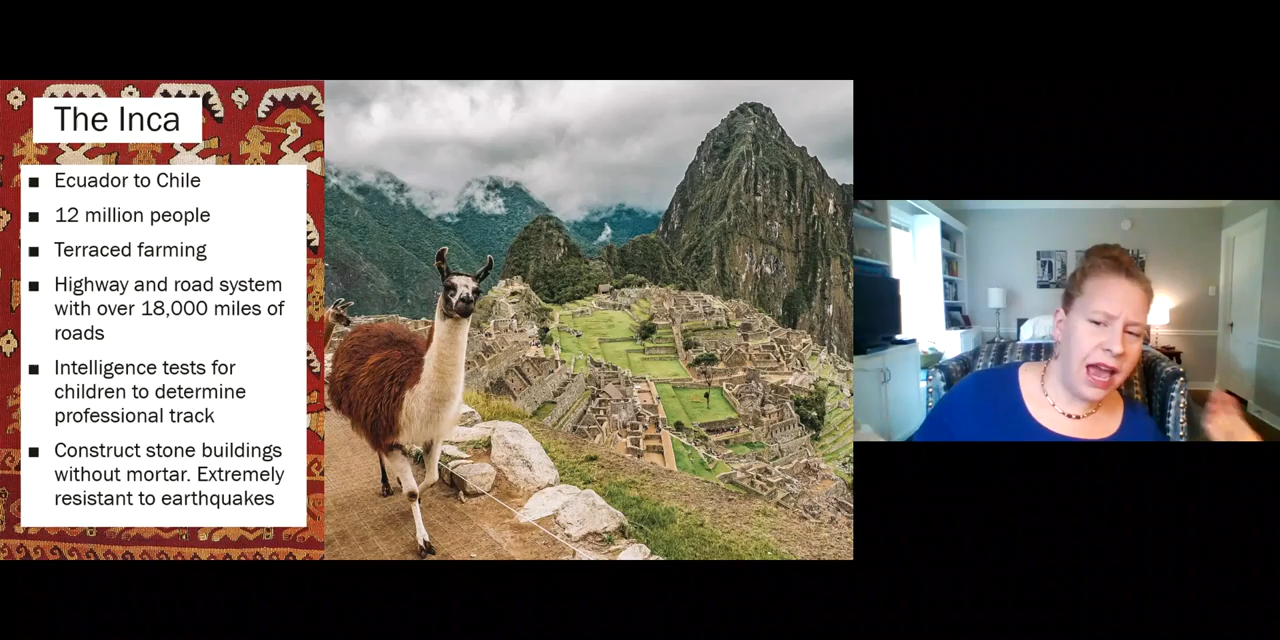 The Inca
Ecuador to Chile
12 million people
Terraced farming
Highway and road system
with over 18,000 miles of
roads
Intelligence tests for
children to determine
professional track
Construct stone buildings
without mortar. Extremely
resistant to earthquakes